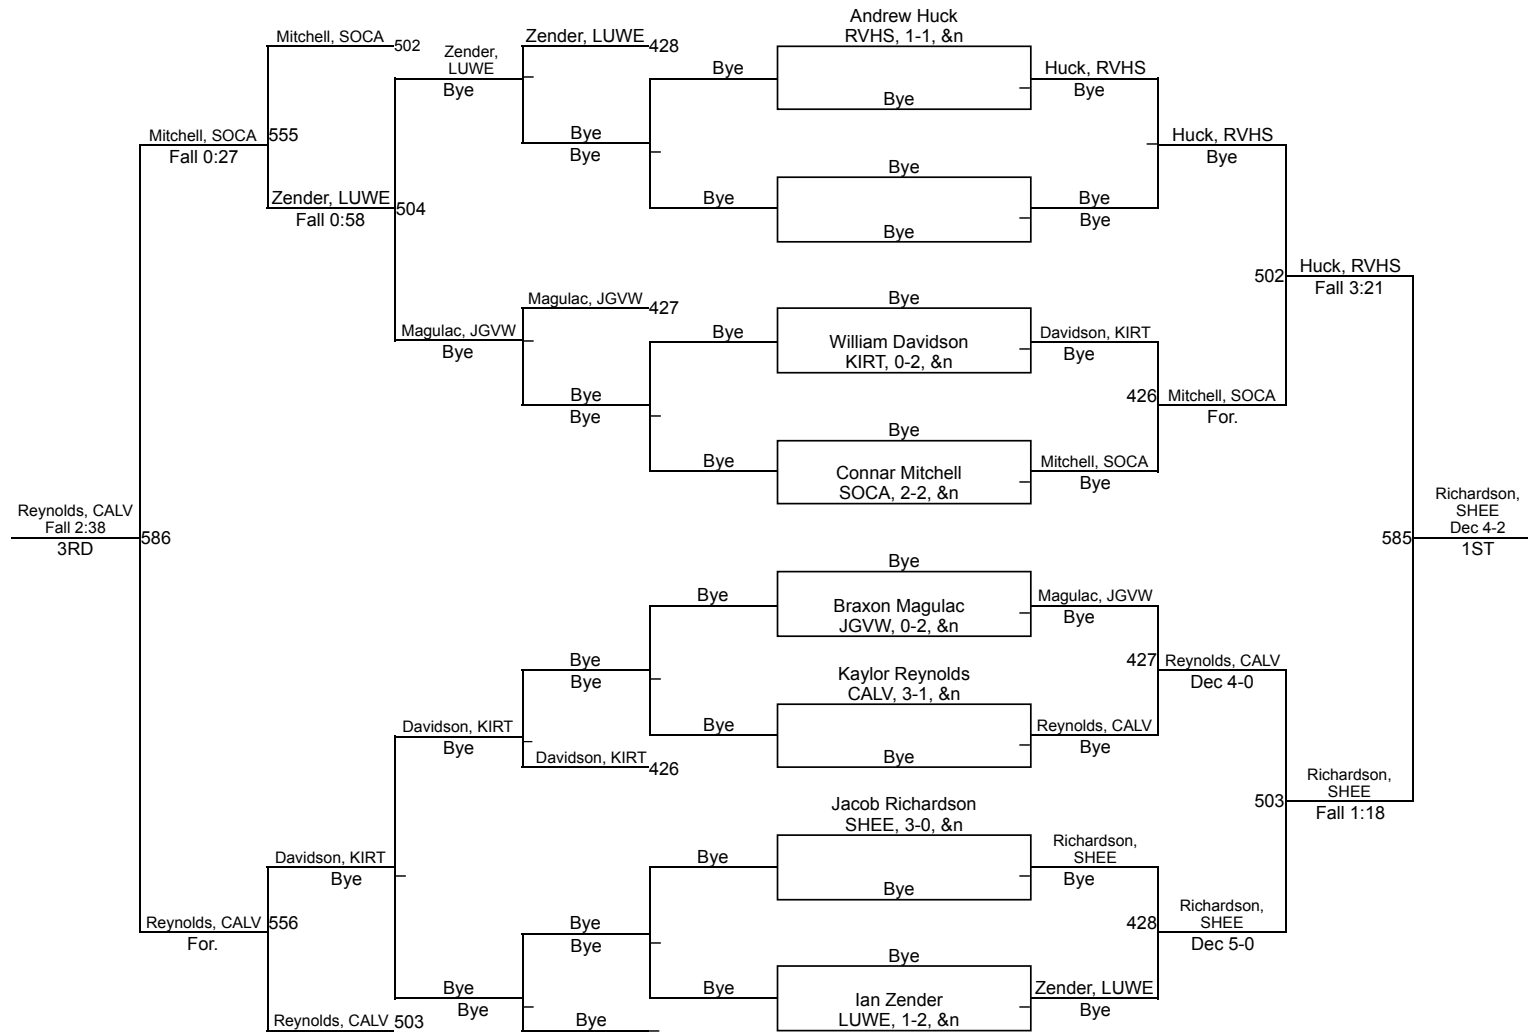 Andrew Huck
RVHS, 1-1, &n
Mitchell, SOCA 502
Zender, LUWE 428
Zender,
LUWE
Bye
Bye
Bye
Huck, RVHS
Bye
Mitchell, SOCA 555
Fall 0:27
Bye
Bye
Huck, RVHS
Bye
Bye
Zender, LUWE 504
Fall 0:58
Bye
Bye
Bye
Bye
502 Huck, RVHS
Fall 3:21
Magulac, JGVW 427
Bye
Magulac, JGVW
Bye
Bye
William Davidson
KIRT, 0-2, &n
Davidson, KIRT
Bye
Bye
Bye
426 Mitchell, SOCA
For.
Bye
Bye
Connar Mitchell
SOCA, 2-2, &n
Mitchell, SOCA
Bye
Reynolds, CALV
Fall 2:38
3RD
586
585
Richardson,
SHEE
Dec 4-2
1ST
Bye
Bye
Braxon Magulac
JGVW, 0-2, &n
Magulac, JGVW
Bye
Bye
Bye
Kaylor Reynolds
CALV, 3-1, &n
427 Reynolds, CALV
Dec 4-0
Davidson, KIRT
Bye
Davidson, KIRT 426
Bye
Bye
Reynolds, CALV
Bye
Jacob Richardson
SHEE, 3-0, &n
503 Richardson,
SHEE
Fall 1:18
Davidson, KIRT
Bye
Bye
Bye
Richardson,
SHEE
Bye
Reynolds, CALV 556
For.
Bye
Bye
428 Richardson,
SHEE
Dec 5-0
Bye
Bye
Bye
Bye
Ian Zender
LUWE, 1-2, &n
Zender, LUWE
Bye
Reynolds, CALV 503
Bye